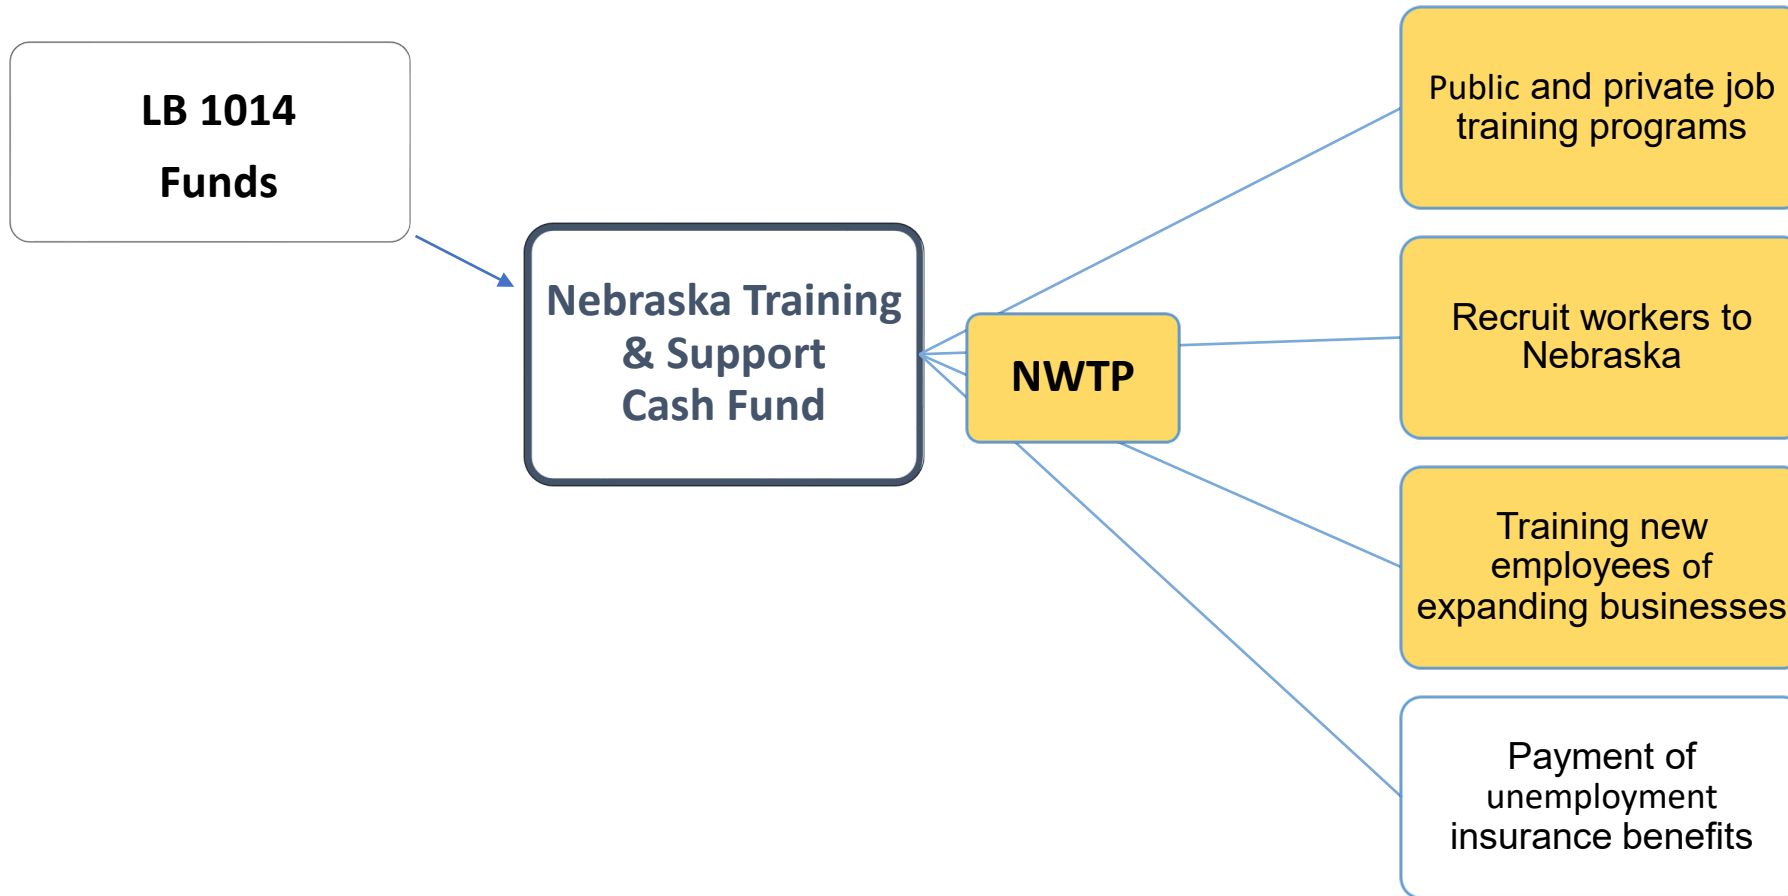 LB 1014
Funds
Nebraska Training
& Support
Cash Fund
NWTP
Public and private job
training programs
Recruit workers to
Nebraska
Training new
employees of
expanding businesses
Payment of
unemployment
insurance benefits